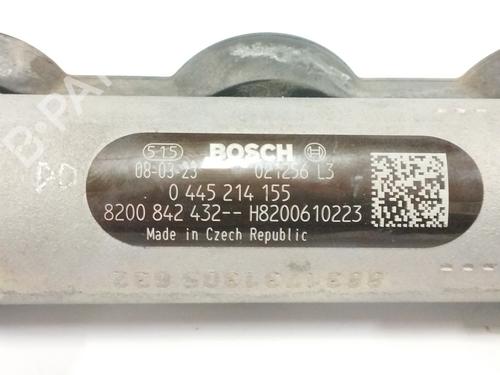 515 BOSCH
08-03-23 021256 L3
0 445 214 155
8200 842 432-- H8200610223
Made in Czech Republic